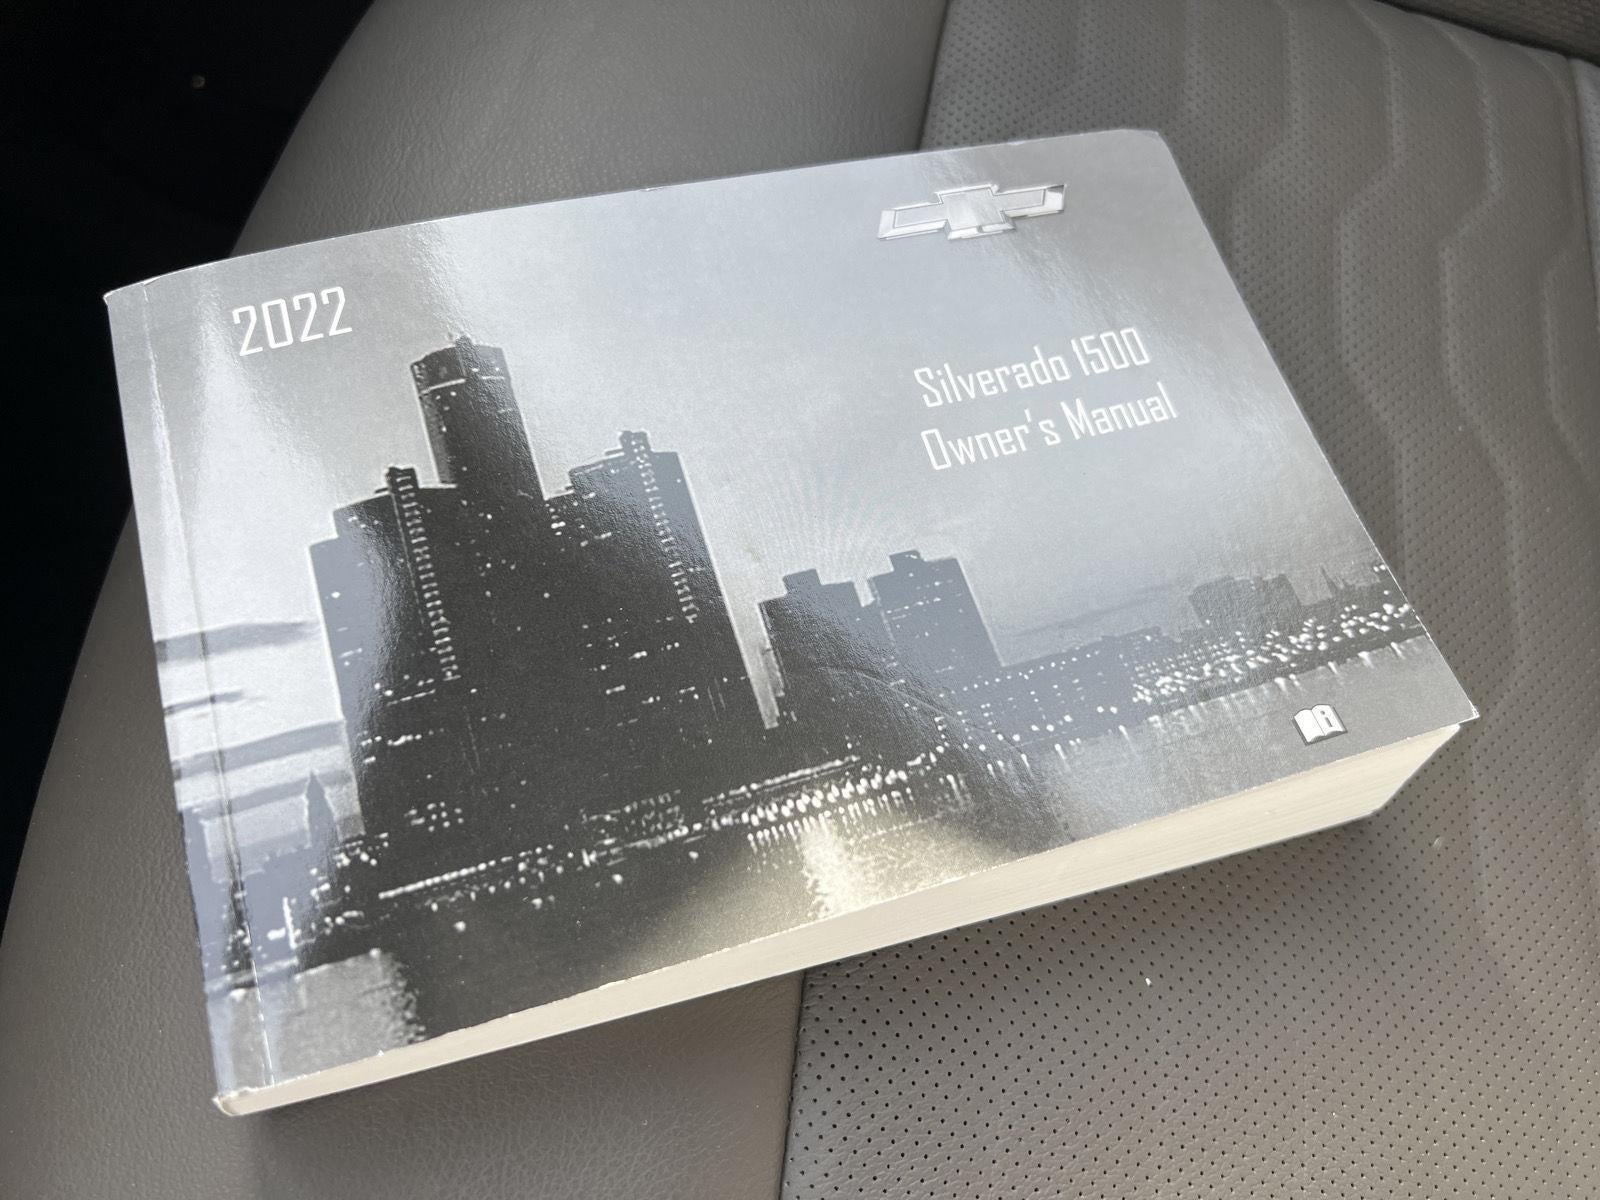 2022
Silverado 1500
Owner's Manual
i